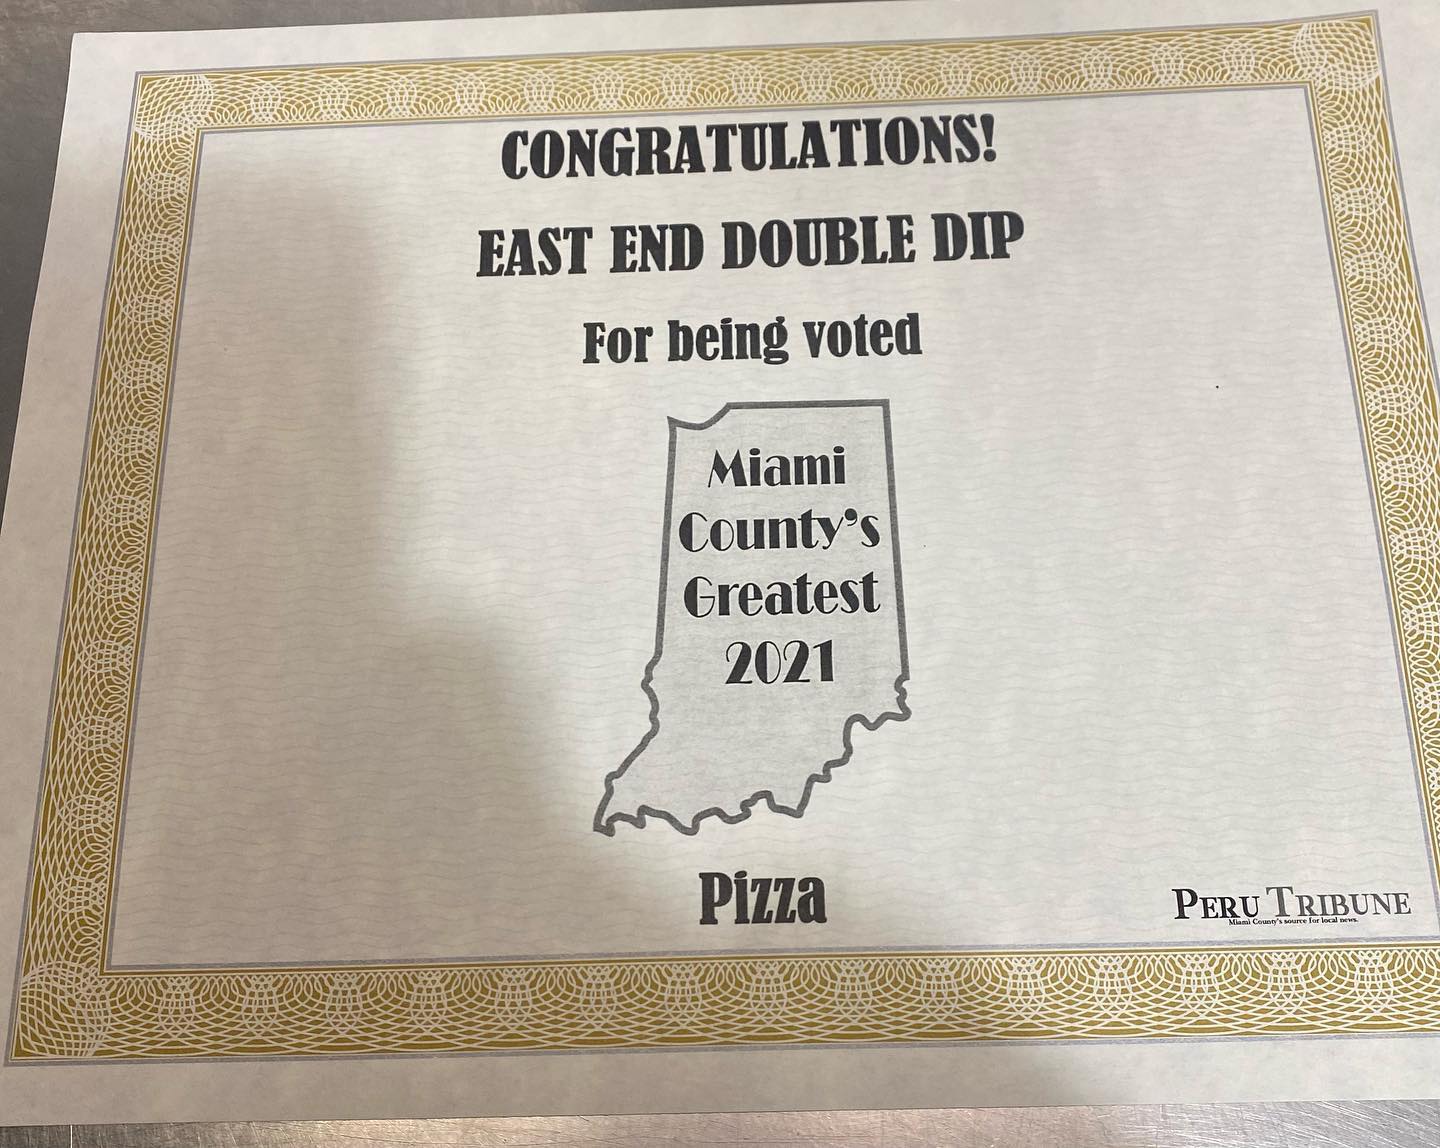 CONGRATULATIONS!
EAST END DOUBLE DIP
For being voted
Miami
County's
Greatest
2021
Pizza
PERU TRIBUNE
Miami County's source for local news.